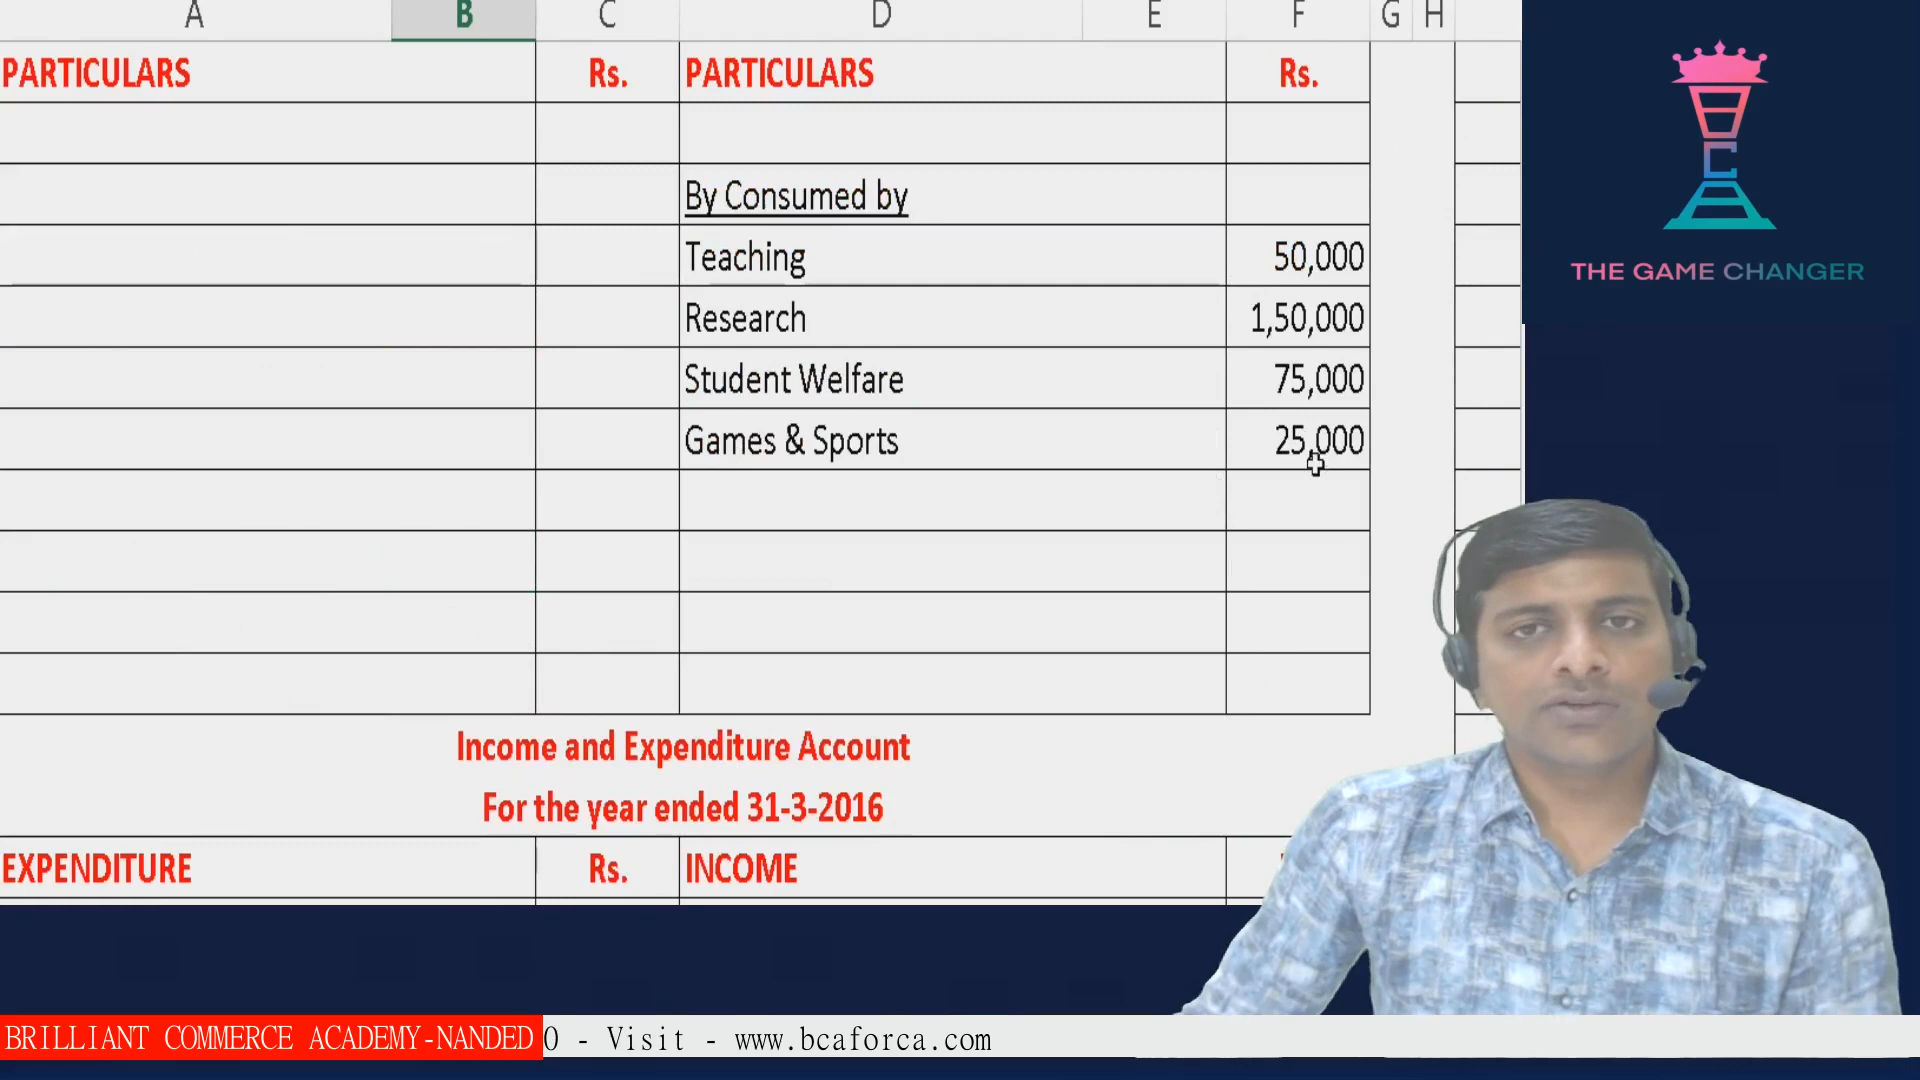 A B C D E F G H
PARTICULARS Rs. PARTICULARS Rs.
By Consumed by
Teaching 50,000
Research 1,50,000
Student Welfare 75,000
Games & Sports 25,000
Income and Expenditure Account
For the year ended 31-3-2016
EXPENDITURE Rs. INCOME
THE GAME CHANGER
BRILLIANT COMMERCE ACADEMY-NANDED 0 - Visit - www.bcaforca.com